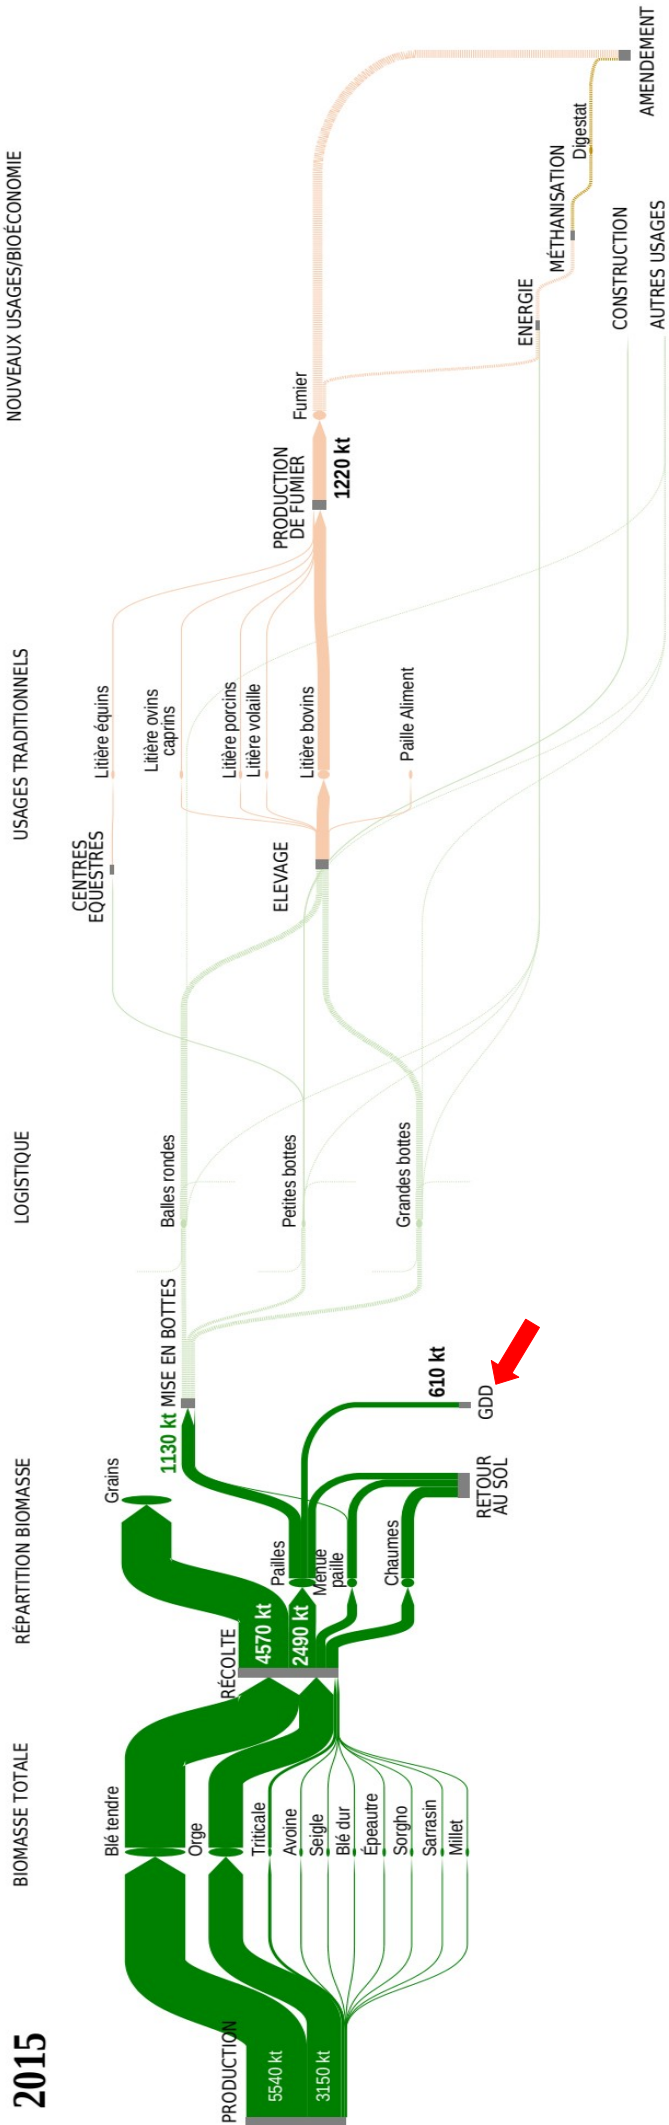 2015
BIOMASSE TOTALE
RÉPARTITION BIOMASSE
LOGISTIQUE
USAGES TRADITIONNELS
NOUVEAUX USAGES/BIOÉCONOMIE
PRODUCTION
5540 kt
3150 kt
Blé tendre
Orge
Triticale
Avoine
Seigle
Blé dur
Épeautre
Sorgho
Sarrasin
Millet
RÉCOLTE
4570 kt
2490 kt
Grains
Pailles
Menue
paille
Chaumes
1130 kt
MISE EN BOTTES
610 kt
GDD
RETOUR
AU SOL
Balles rondes
Petites bottes
Grandes bottes
CENTRES
EQUESTRES
ELEVAGE
Litière équins
Litière ovins
caprins
Litière porcins
Litière volaille
Litière bovins
Paille Aliment
PRODUCTION
DE FUMIER
1220 kt
Fumier
ENERGIE
MÉTHANISATION
Digestat
CONSTRUCTION
AUTRES USAGES
AMENDEMENT